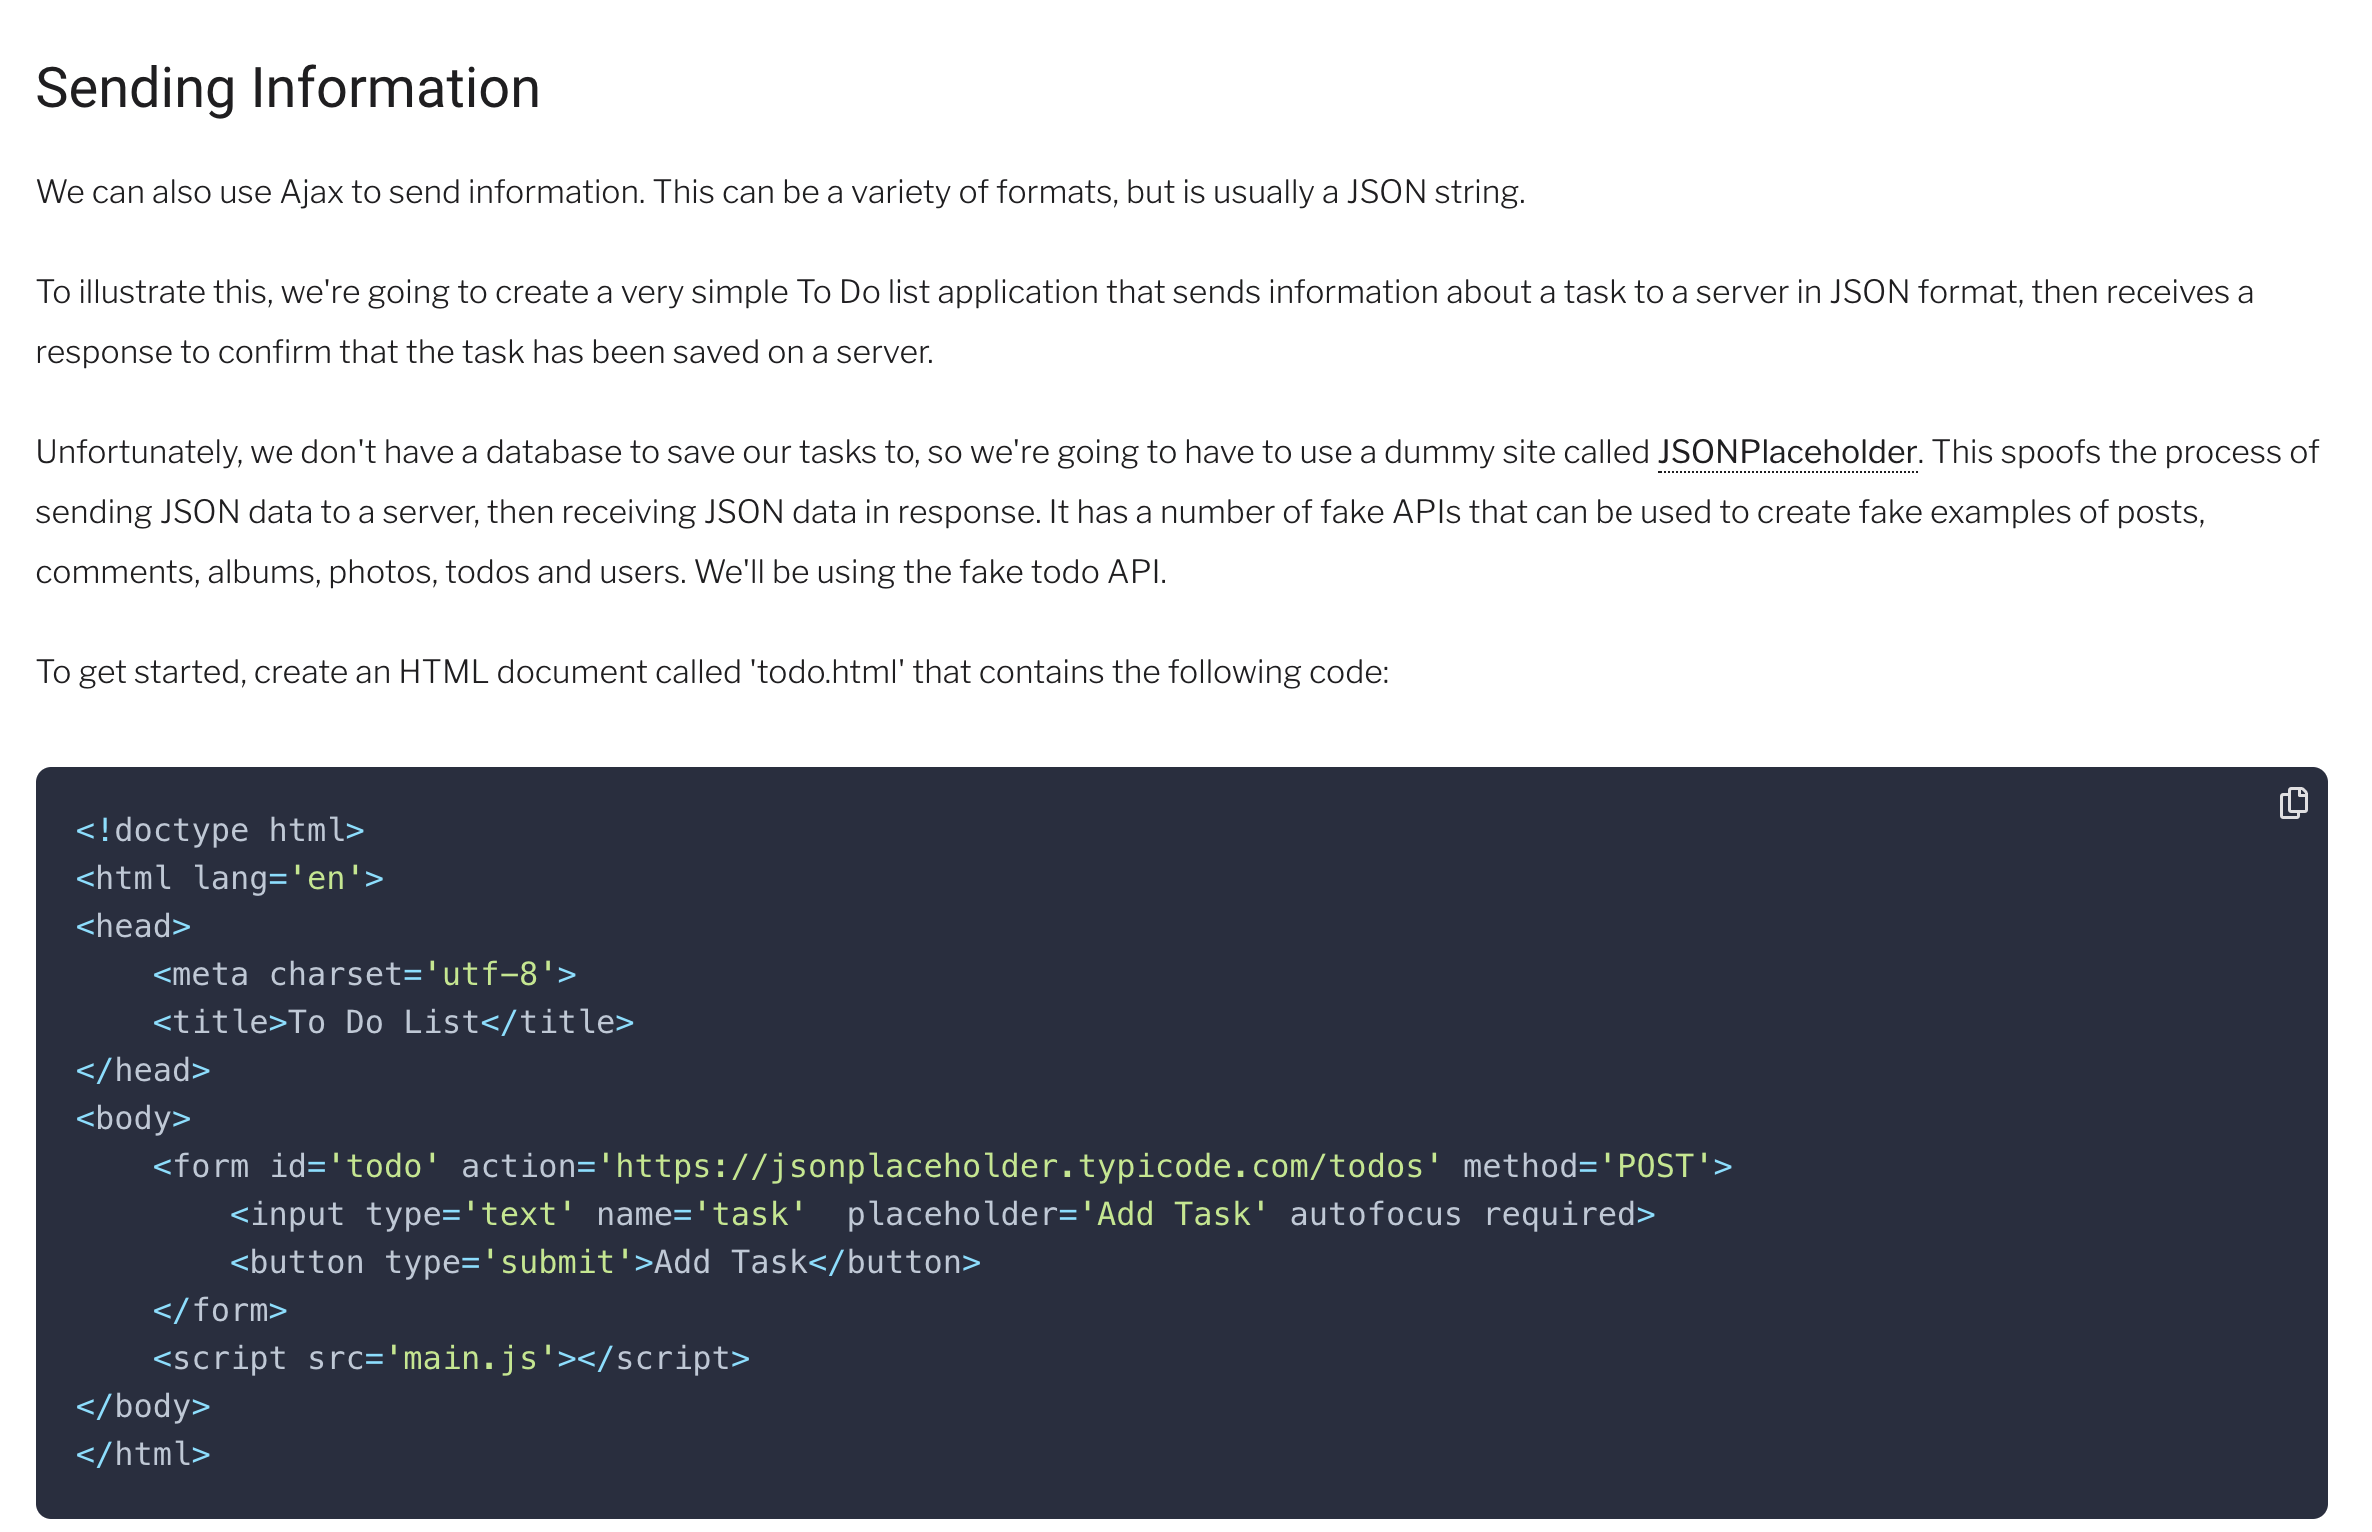 Sending Information
We can also use Ajax to send information. This can be a variety of formats, but is usually a JSON string.
To illustrate this, we're going to create a very simple To Do list application that sends information about a task to a server in JSON format, then receives a
response to confirm that the task has been saved on a server.
Unfortunately, we don't have a database to save our tasks to, so we're going to have to use a dummy site called JSONPlaceholder. This spoofs the process of
sending JSON data to a server, then receiving JSON data in response. It has a number of fake APIs that can be used to create fake examples of posts,
comments, albums, photos, todos and users. We'll be using the fake todo API.
To get started, create an HTML document called 'todo.html' that contains the following code:
<!doctype html>
<html lang='en'>
<head>
    <meta charset='utf-8'>
    <title>To Do List</title>
</head>
<body>
    <form id='todo' action='https://jsonplaceholder.typicode.com/todos' method='POST'>
        <input type='text' name='task'  placeholder='Add Task' autofocus required>
        <button type='submit'>Add Task</button>
    </form>
    <script src='main.js'></script>
</body>
</html>